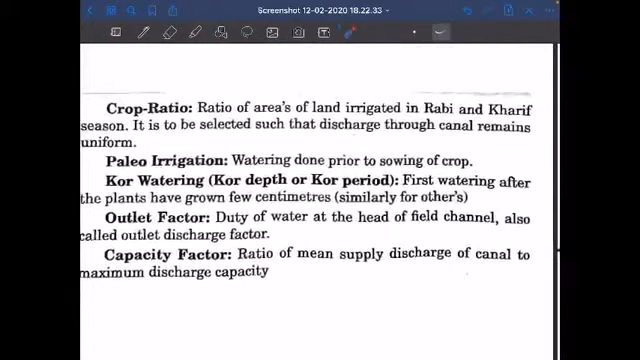 Screenshot 12-02-2020 18.22.33
Crop-Ratio: Ratio of area's of land irrigated in Rabi and Kharif
season. It is to be selected such that discharge through canal remains
uniform.
Paleo Irrigation: Watering done prior to sowing of crop.
Kor Watering (Kor depth or Kor period): First watering after
the plants have grown few centimetres (similarly for other's)
Outlet Factor: Duty of water at the head of field channel, also
called outlet discharge factor.
Capacity Factor: Ratio of mean supply discharge of canal to
maximum discharge capacity